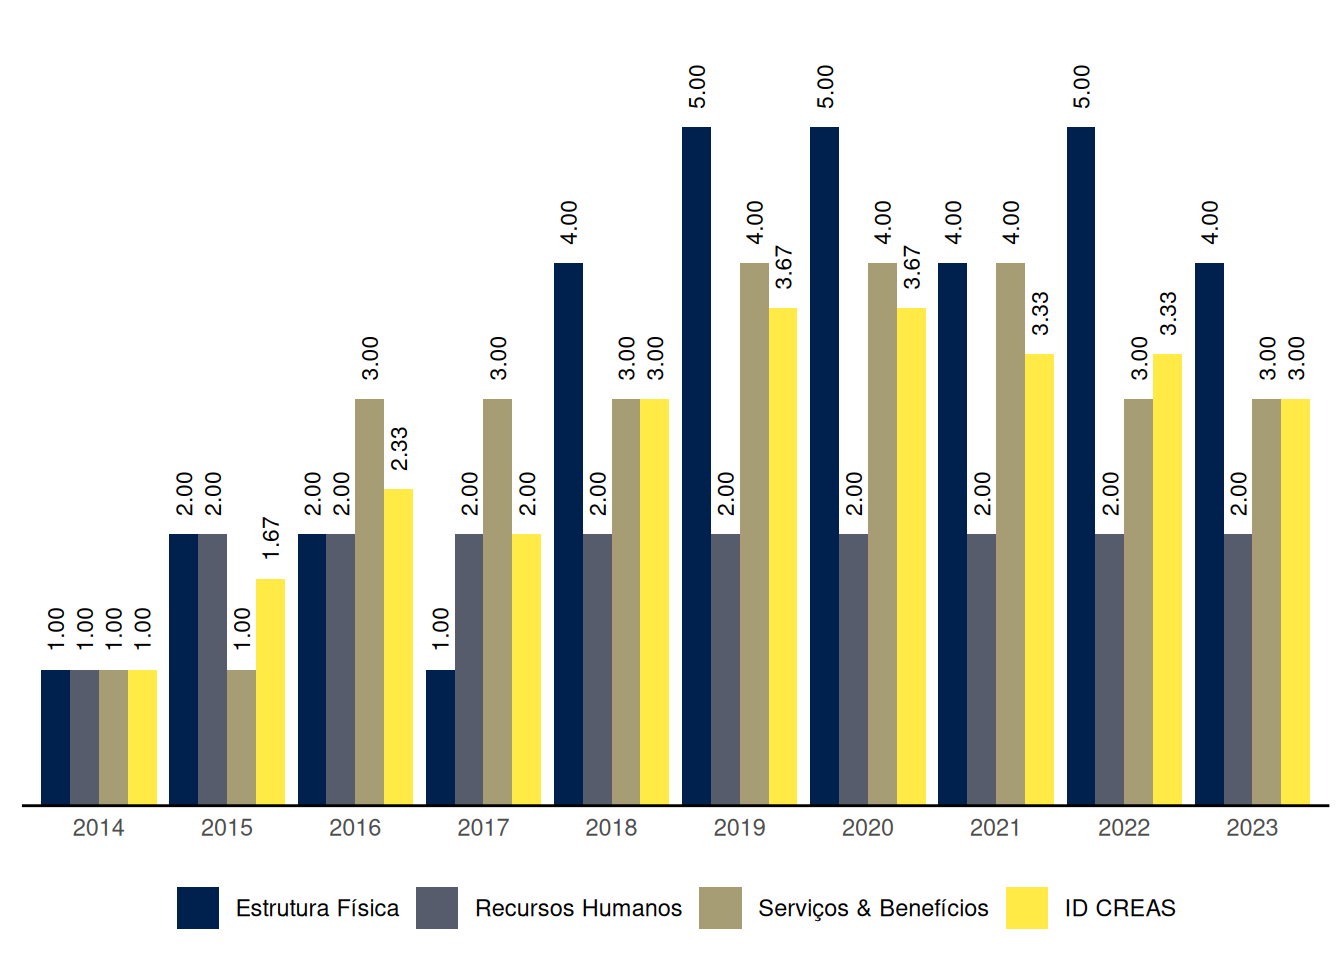 5.00 5.00 5.00
4.00 4.00 4.00 4.00 4.00 4.00
3.67 3.67
3.33 3.33
3.00 3.00 3.00 3.00 3.00 3.00 3.00
2.33
2.00 2.00 2.00 2.00 2.00 2.00 2.00 2.00 2.00 2.00 2.00 2.00
1.67
1.00 1.00 1.00 1.00 1.00 1.00
2014 2015 2016 2017 2018 2019 2020 2021 2022 2023
Estrutura Física Recursos Humanos Serviços & Benefícios ID CREAS